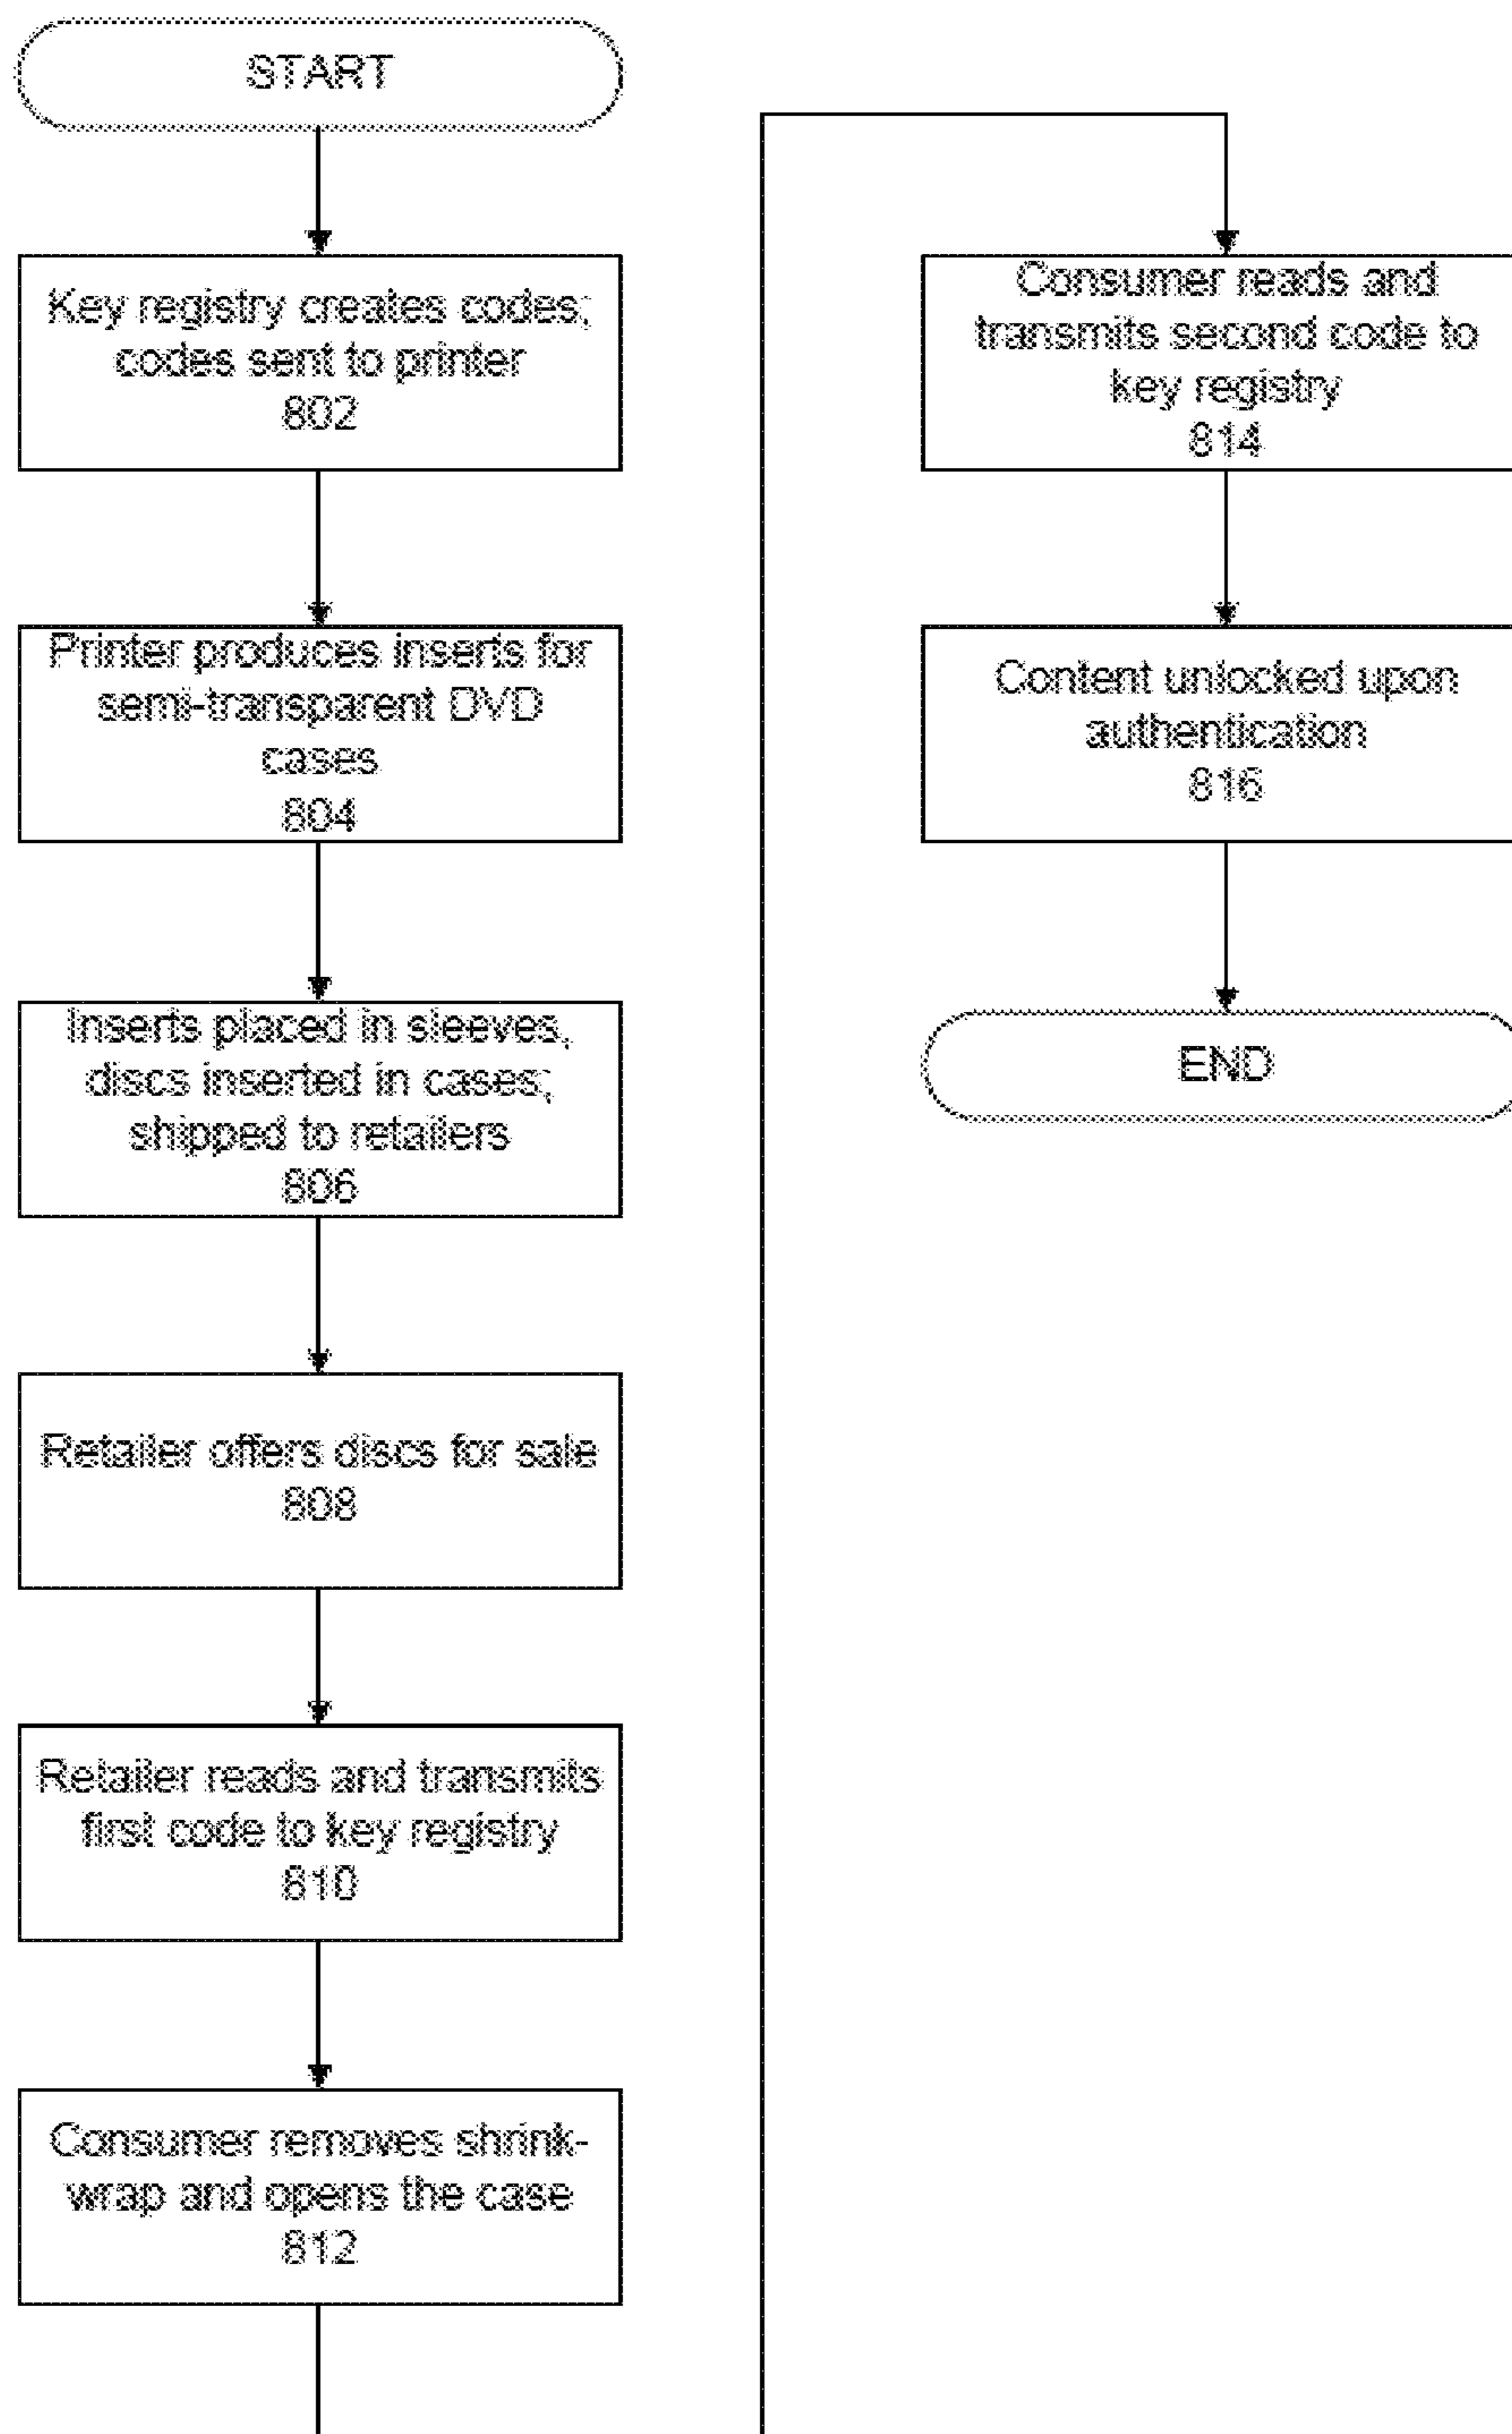 START
Key registry creates codes;
codes sent to printer
802
Printer produces inserts for
semi-transparent DVD
cases
804
Inserts placed in sleeves,
discs inserted in cases;
shipped to retailers
806
Retailer offers discs for sale
808
Retailer reads and transmits
first code to key registry
810
Consumer removes shrink-
wrap and opens the case
812
Consumer reads and
transmits second code to
key registry
814
Content unlocked upon
authentication
816
END